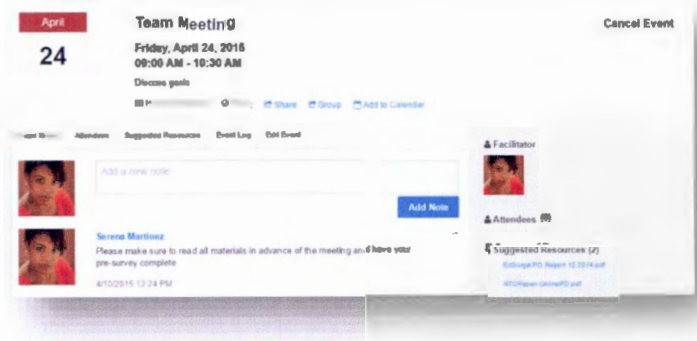 April
24
Team Meeting
Friday, April 24, 2015
09:00 AM - 10:30 AM
Discuss goals
Share Group Add to Calendar
Cancel Event
Attendees Suggested Resources Event Log Edit Event
Add a new note
Add Note
Serena Martinez
Please make sure to read all materials in advance of the meeting and have your
pre-survey complete
4/10/2015 12:24 PM
Facilitator
Attendees
Suggested Resources (2)